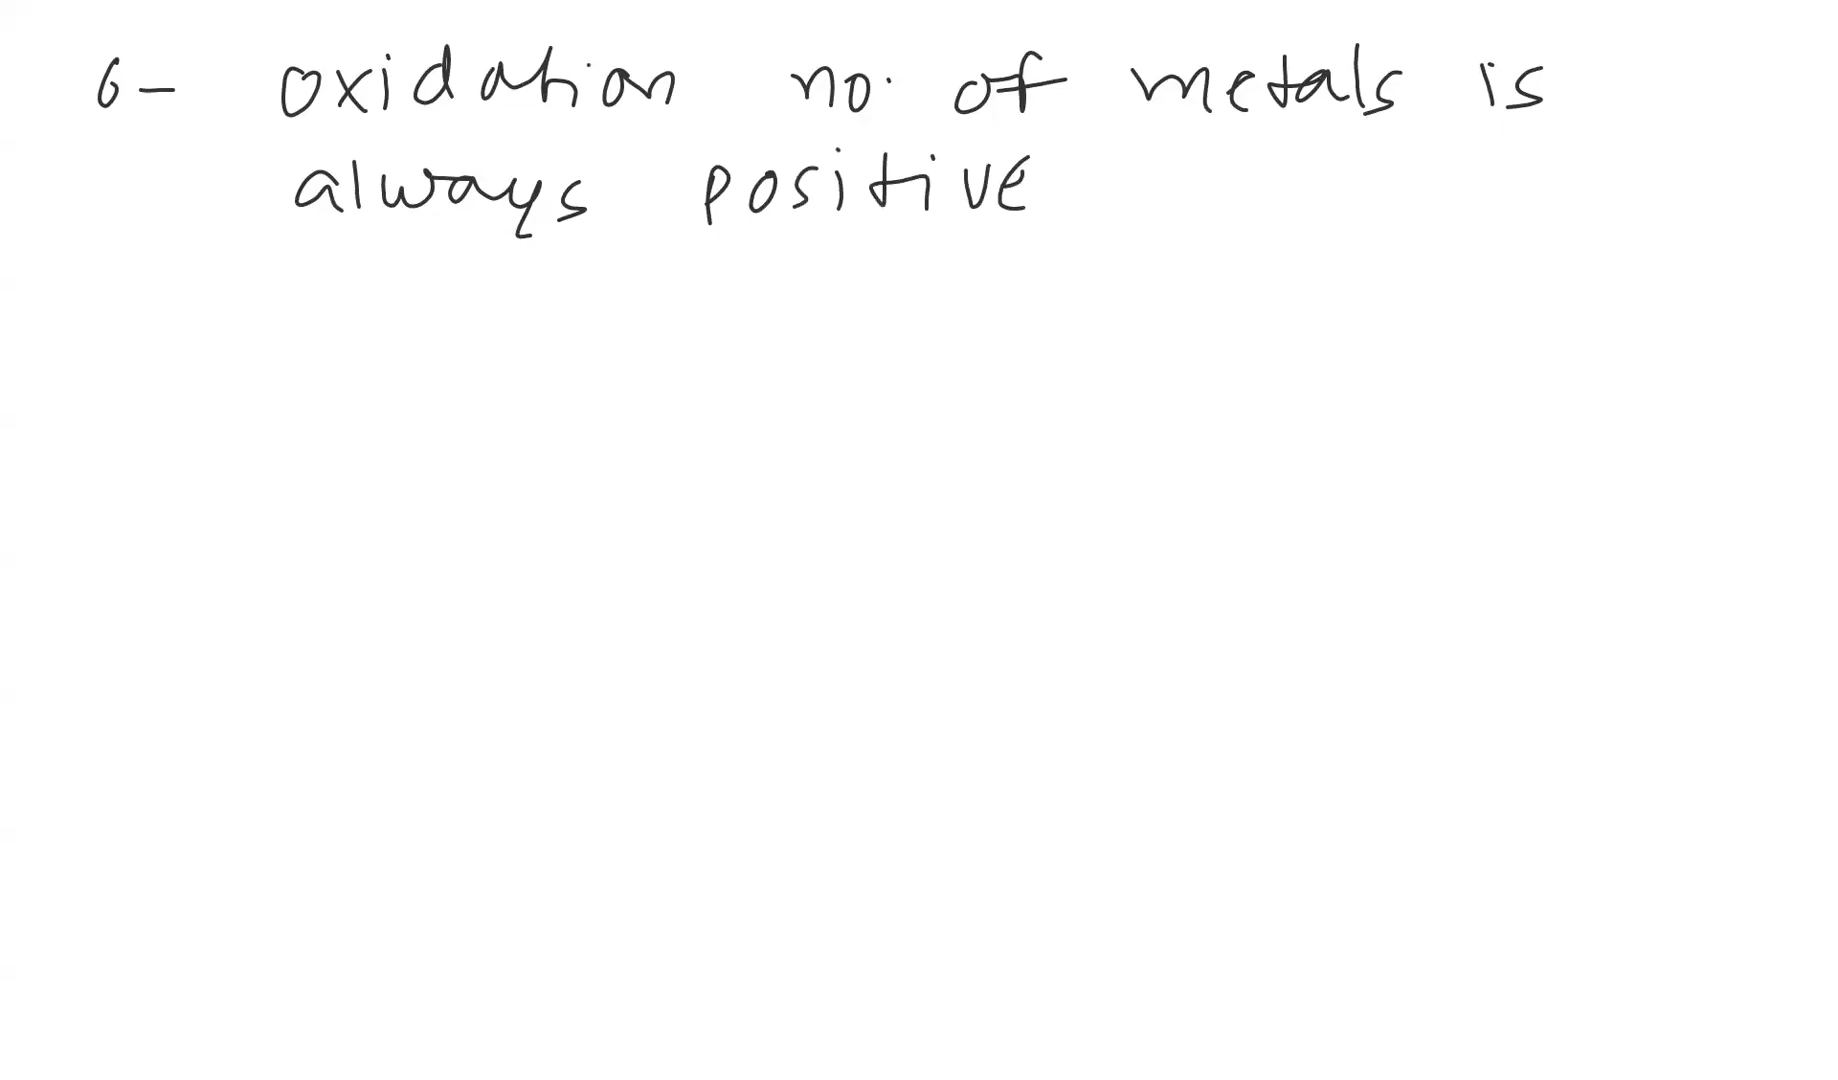 6- oxidation no. of metals is
always positive